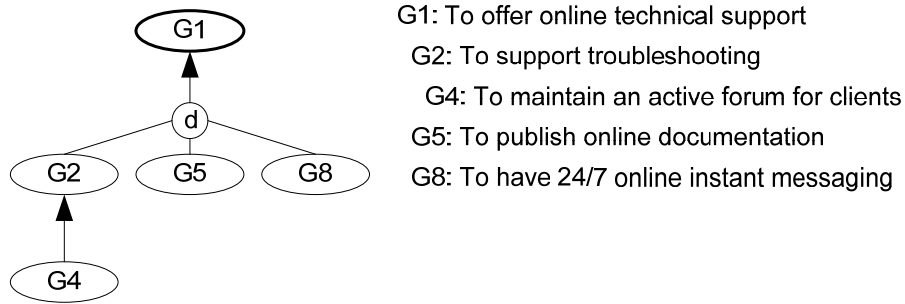 G1
d
G2
G5
G8
G4
G1: To offer online technical support
G2: To support troubleshooting
G4: To maintain an active forum for clients
G5: To publish online documentation
G8: To have 24/7 online instant messaging